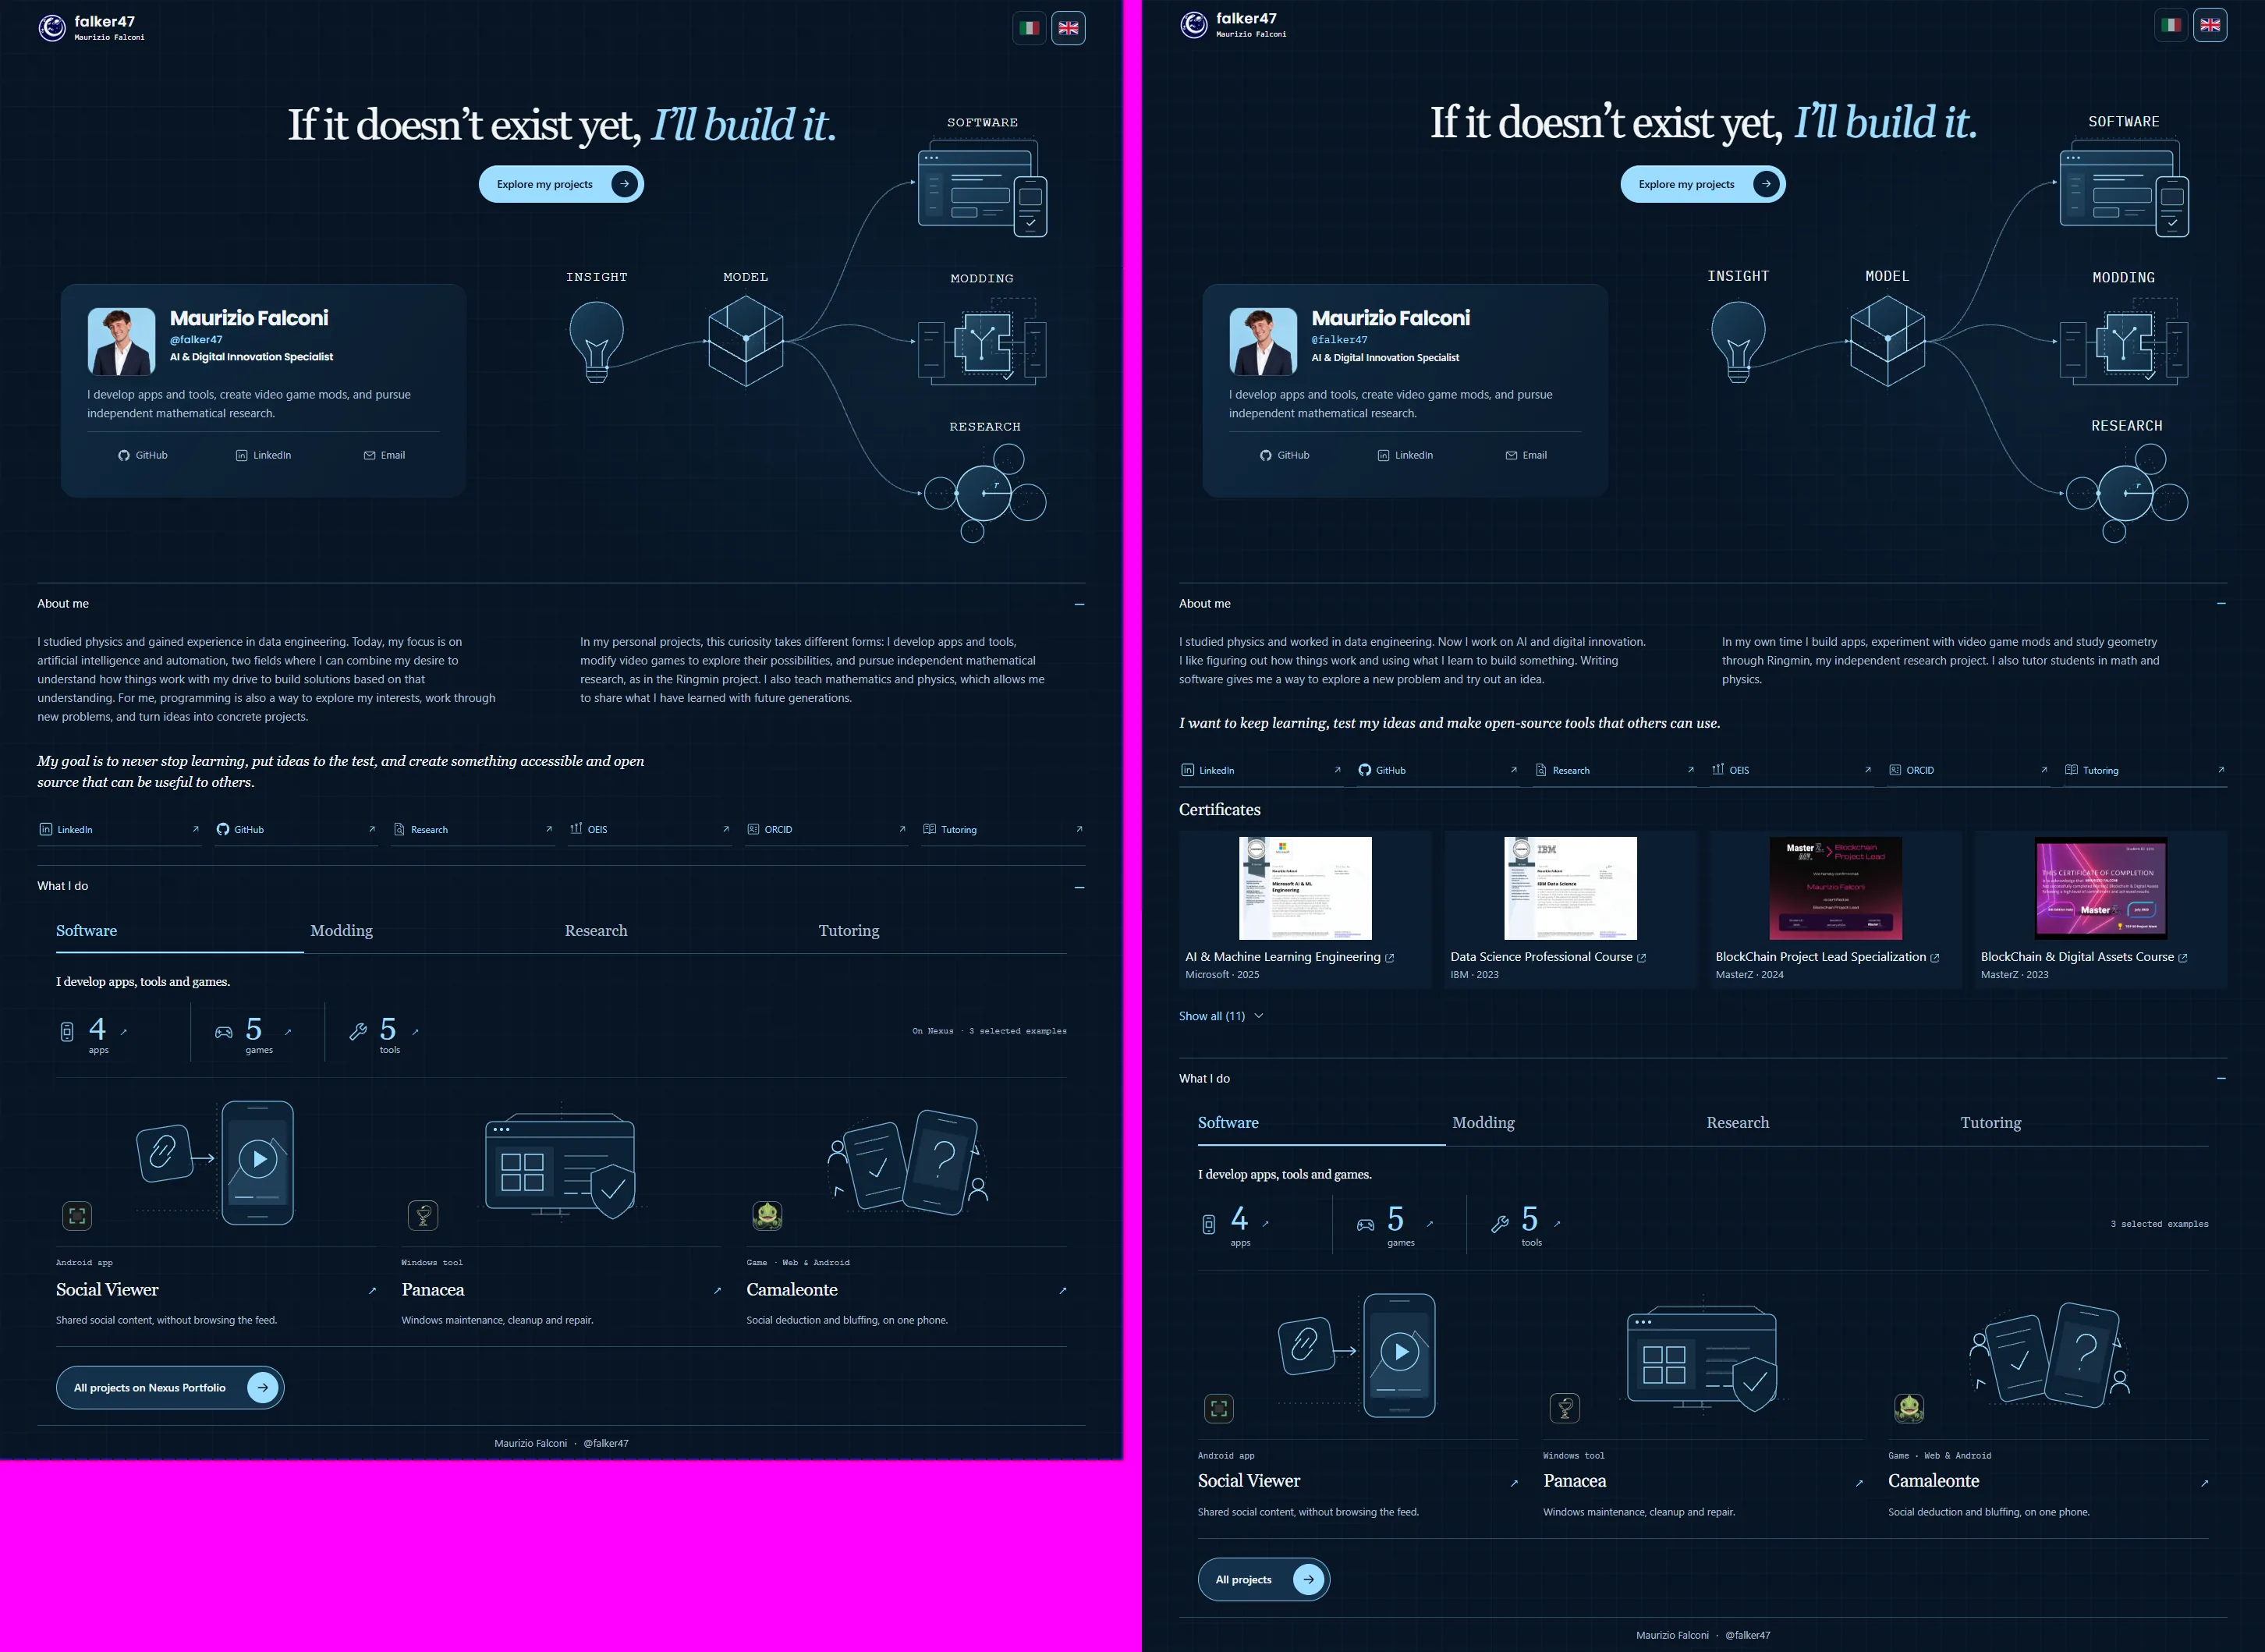 falker47
Maurizio Falconi
If it doesn't exist yet, I'll build it.
Explore my projects
SOFTWARE
INSIGHT
MODEL
MODDING
RESEARCH
r
Maurizio Falconi
@falker47
AI & Digital Innovation Specialist
I develop apps and tools, create video game mods, and pursue
independent mathematical research.
GitHub
LinkedIn
Email
About me
I studied physics and gained experience in data engineering. Today, my focus is on
artificial intelligence and automation, two fields where I can combine my desire to
understand how things work with my drive to build solutions based on that
understanding. For me, programming is also a way to explore my interests, work through
new problems, and turn ideas into concrete projects.
In my personal projects, this curiosity takes different forms: I develop apps and tools,
modify video games to explore their possibilities, and pursue independent mathematical
research, as in the Ringmin project. I also teach mathematics and physics, which allows me
to share what I have learned with future generations.
My goal is to never stop learning, put ideas to the test, and create something accessible and open
source that can be useful to others.
LinkedIn
GitHub
Research
OEIS
ORCID
Tutoring
What I do
Software
Modding
Research
Tutoring
I develop apps, tools and games.
4
apps
5
games
5
tools
On Nexus · 3 selected examples
Android app
Social Viewer
Shared social content, without browsing the feed.
Windows tool
Panacea
Windows maintenance, cleanup and repair.
Game · Web & Android
Camaleonte
Social deduction and bluffing, on one phone.
All projects on Nexus Portfolio
Maurizio Falconi · @falker47
falker47
Maurizio Falconi
If it doesn't exist yet, I'll build it.
Explore my projects
SOFTWARE
INSIGHT
MODEL
MODDING
RESEARCH
r
Maurizio Falconi
@falker47
AI & Digital Innovation Specialist
I develop apps and tools, create video game mods, and pursue
independent mathematical research.
GitHub
LinkedIn
Email
About me
I studied physics and worked in data engineering. Now I work on AI and digital innovation.
I like figuring out how things work and using what I learn to build something. Writing
software gives me a way to explore a new problem and try out an idea.
In my own time I build apps, experiment with video game mods and study geometry
through Ringmin, my independent research project. I also tutor students in math and
physics.
I want to keep learning, test my ideas and make open-source tools that others can use.
LinkedIn
GitHub
Research
OEIS
ORCID
Tutoring
Certificates
Microsoft AI & ML
Engineering
AI & Machine Learning Engineering
Microsoft · 2025
IBM
IBM Data Science
Data Science Professional Course
IBM · 2023
Master
Blockchain
Project Lead
Maurizio Falconi
Blockchain Project Lead
BlockChain Project Lead Specialization
MasterZ · 2024
THIS CERTIFICATE OF COMPLETION
Master
BlockChain & Digital Assets Course
MasterZ · 2023
Show all (11)
What I do
Software
Modding
Research
Tutoring
I develop apps, tools and games.
4
apps
5
games
5
tools
3 selected examples
Android app
Social Viewer
Shared social content, without browsing the feed.
Windows tool
Panacea
Windows maintenance, cleanup and repair.
Game · Web & Android
Camaleonte
Social deduction and bluffing, on one phone.
All projects
Maurizio Falconi · @falker47